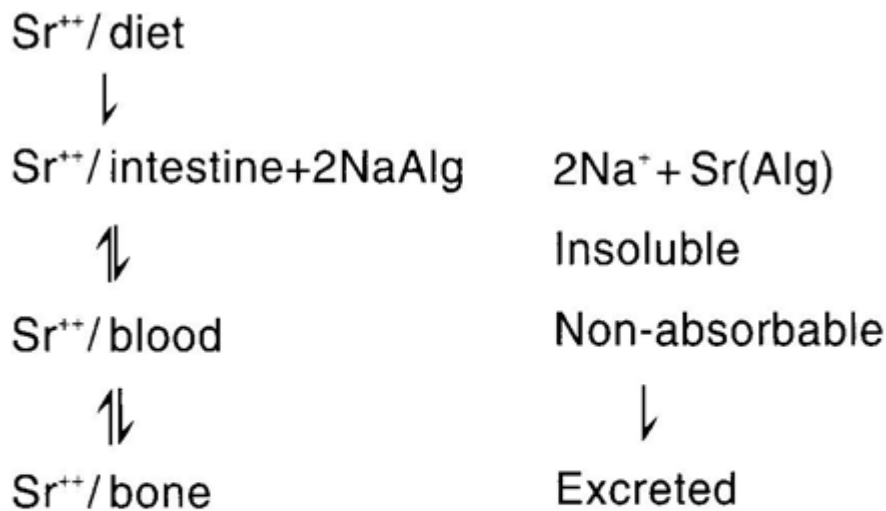 Sr⁺⁺/diet
Sr⁺⁺/intestine+2NaAlg 2Na⁺+Sr(Alg)
Insoluble
Sr⁺⁺/blood Non-absorbable
Sr⁺⁺/bone Excreted